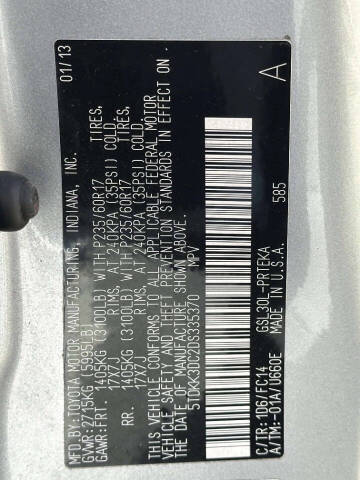 MFD.BY:TOYOTA MOTOR MANUFACTURING, INDIANA, INC. 01/13
GVWR:2715KG (5995LB)
GAWR:FRT. 1405KG (3100LB) WITH P235/60R17 TIRES,
17X7J RIMS, AT 240KPA (35PSI) COLD.
RR. 1405KG (3100LB) WITH P235/60R17 TIRES,
17X7J RIMS, AT 240KPA (35PSI) COLD.
THIS VEHICLE CONFORMS TO ALL APPLICABLE FEDERAL MOTOR
VEHICLE SAFETY AND THEFT PREVENTION STANDARDS IN EFFECT ON
THE DATE OF MANUFACTURE SHOWN ABOVE.
5TDKK3DC2DS335370 MPV
A
585
C/TR:1D6/FC14 GSL30L-PRTEKA
A/TM:-01A/U660E MADE IN U.S.A.